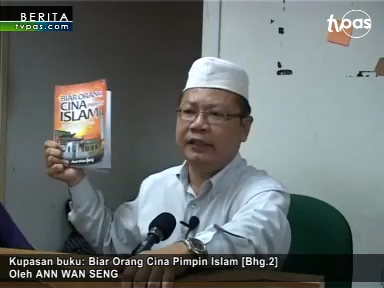 BERITA
tvpas.com
tvpas
BIAR ORANG
CINA
ISLAM
Kupasan buku: Biar Orang Cina Pimpin Islam [Bhg.2]
Oleh ANN WAN SENG